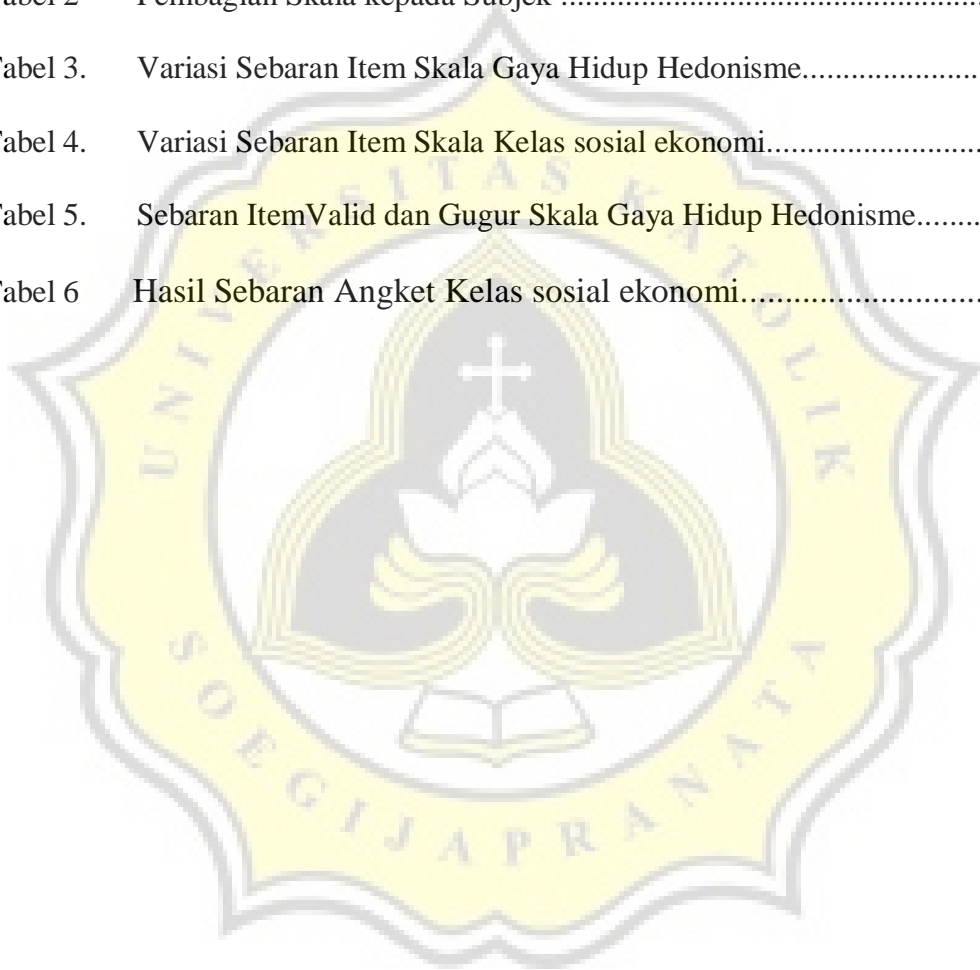 Tabel 2 Pembagian Skala kepada Subjek ......................................................
Tabel 3. Variasi Sebaran Item Skala Gaya Hidup Hedonisme......................
Tabel 4. Variasi Sebaran Item Skala Kelas sosial ekonomi..........................
Tabel 5. Sebaran ItemValid dan Gugur Skala Gaya Hidup Hedonisme........
Tabel 6 Hasil Sebaran Angket Kelas sosial ekonomi.............................
UNIVERSITAS KATOLIK
SOEGIJAPRANATA